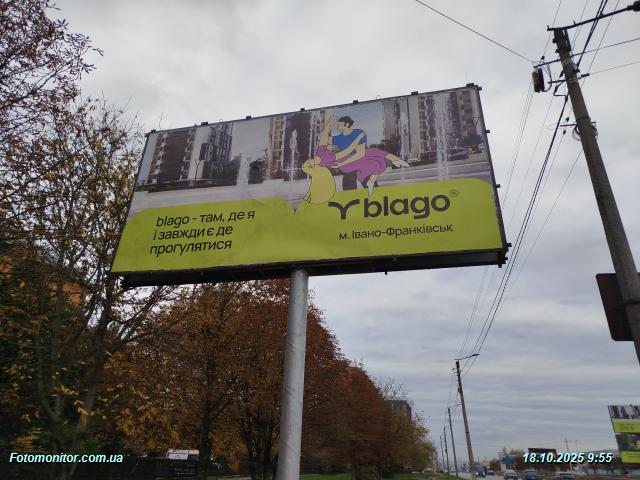 blago - там, де я
і завжди є де
прогулятися
blago®
м. Івано-Франківськ
Fotomonitor.com.ua
18.10.2025 9:55